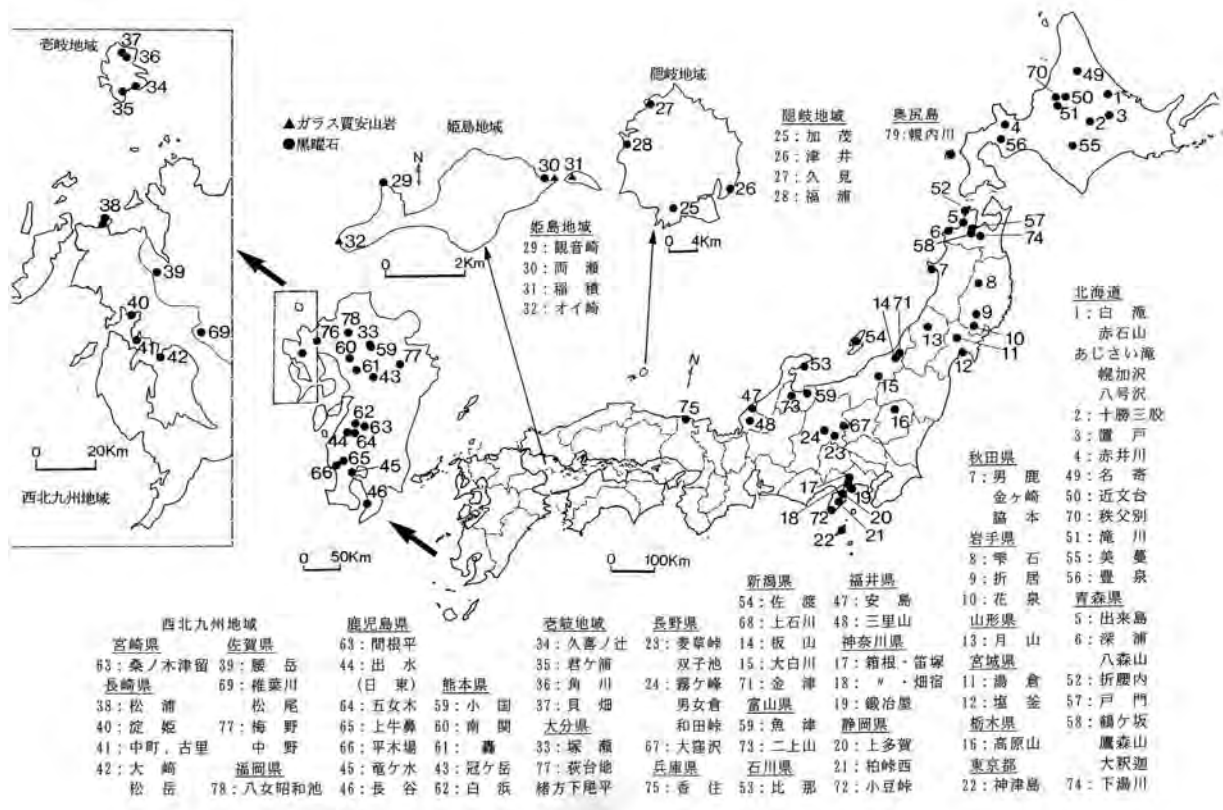 壱岐地域
37
36
34
35
38
39
40
41
42
69
0 20Km
西北九州地域
▲ガラス質安山岩
●黒曜石
姫島地域
N
29
30
31
32
0 2Km
姫島地域
29：観音崎
30：両瀬
31：稲積
32：オイ崎
隠岐地域
27
28
26
25
0 4Km
隠岐地域
25：加茂
26：津井
27：久見
28：福浦
奥尻島
79：幌内川
70
49
50
51
1
2
3
4
56
55
52
5
6
57
58
74
7
8
9
10
11
12
13
14
71
54
15
16
53
59
73
47
48
67
24
23
75
N
17
18
19
20
21
72
22
78
76
33
59
60
61
77
43
62
63
44
64
65
66
45
46
0 50Km
0 100Km
北海道
1：白滝
赤石山
あじさい滝
幌加沢
八号沢
2：十勝三股
3：置戸
4：赤井川
49：名寄
50：近文台
70：秩父別
51：滝川
55：美蔓
56：豊泉
青森県
5：出来島
6：深浦
八森山
52：折腰内
57：戸門
58：鶴ケ坂
鷹森山
大釈迦
74：下湯川
秋田県
7：男鹿
金ヶ崎
脇本
岩手県
8：雫石
9：折居
10：花泉
山形県
13：月山
宮城県
11：湯倉
12：塩釜
栃木県
16：高原山
東京都
22：神津島
西北九州地域
宮崎県
63：桑ノ木津留
長崎県
38：松浦
40：淀姫
41：中町，古里
42：大崎
松岳
佐賀県
39：腰岳
69：椎葉川
松尾
77：梅野
中野
福岡県
78：八女昭和池
鹿児島県
63：間根平
44：出水
(日東)
64：五女木
65：上牛鼻
66：平木場
45：竜ケ水
46：長谷
熊本県
59：小国
60：南関
61：轟
43：冠ケ岳
62：白浜
壱岐地域
34：久喜ノ辻
35：君ケ浦
36：角川
37：貝畑
大分県
33：塚瀬
77：荻台地
緒方下尾平
長野県
23：麦草峠
双子池
24：霧ケ峰
男女倉
和田峠
67：大窪沢
兵庫県
75：香住
新潟県
54：佐渡
68：上石川
14：板山
15：大白川
71：金津
富山県
59：魚津
73：二上山
石川県
53：比那
福井県
47：安島
48：三里山
神奈川県
17：箱根・笛塚
18：〃・畑宿
19：鍛冶屋
静岡県
20：上多賀
21：柏峠西
72：小豆峠